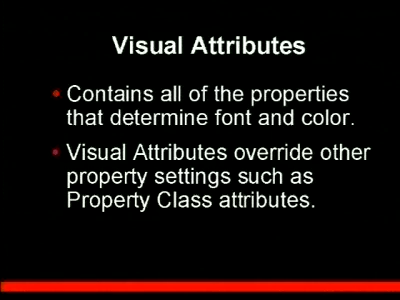 Visual Attributes
• Contains all of the properties
that determine font and color.
• Visual Attributes override other
property settings such as
Property Class attributes.